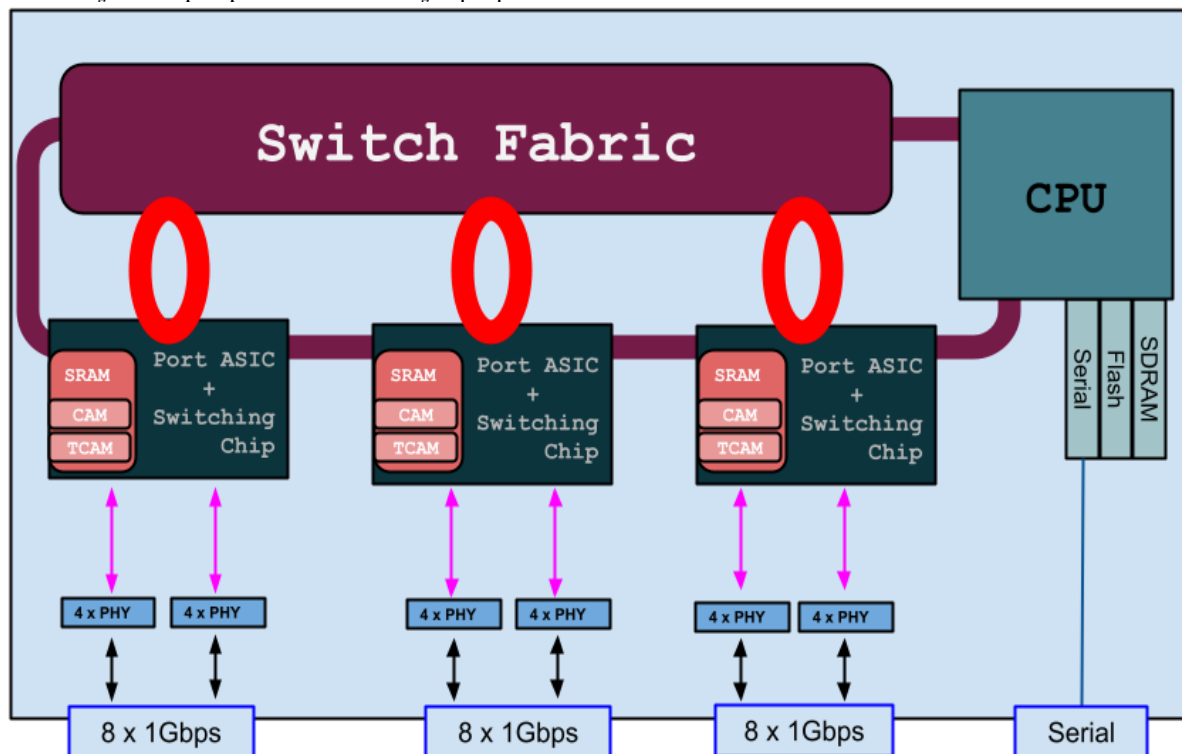 Switch Fabric
CPU
Serial
Flash
SDRAM
SRAM
CAM
TCAM
Port ASIC
+
Switching
Chip
SRAM
CAM
TCAM
Port ASIC
+
Switching
Chip
SRAM
CAM
TCAM
Port ASIC
+
Switching
Chip
4 x PHY
4 x PHY
4 x PHY
4 x PHY
4 x PHY
4 x PHY
8 x 1Gbps
8 x 1Gbps
8 x 1Gbps
Serial